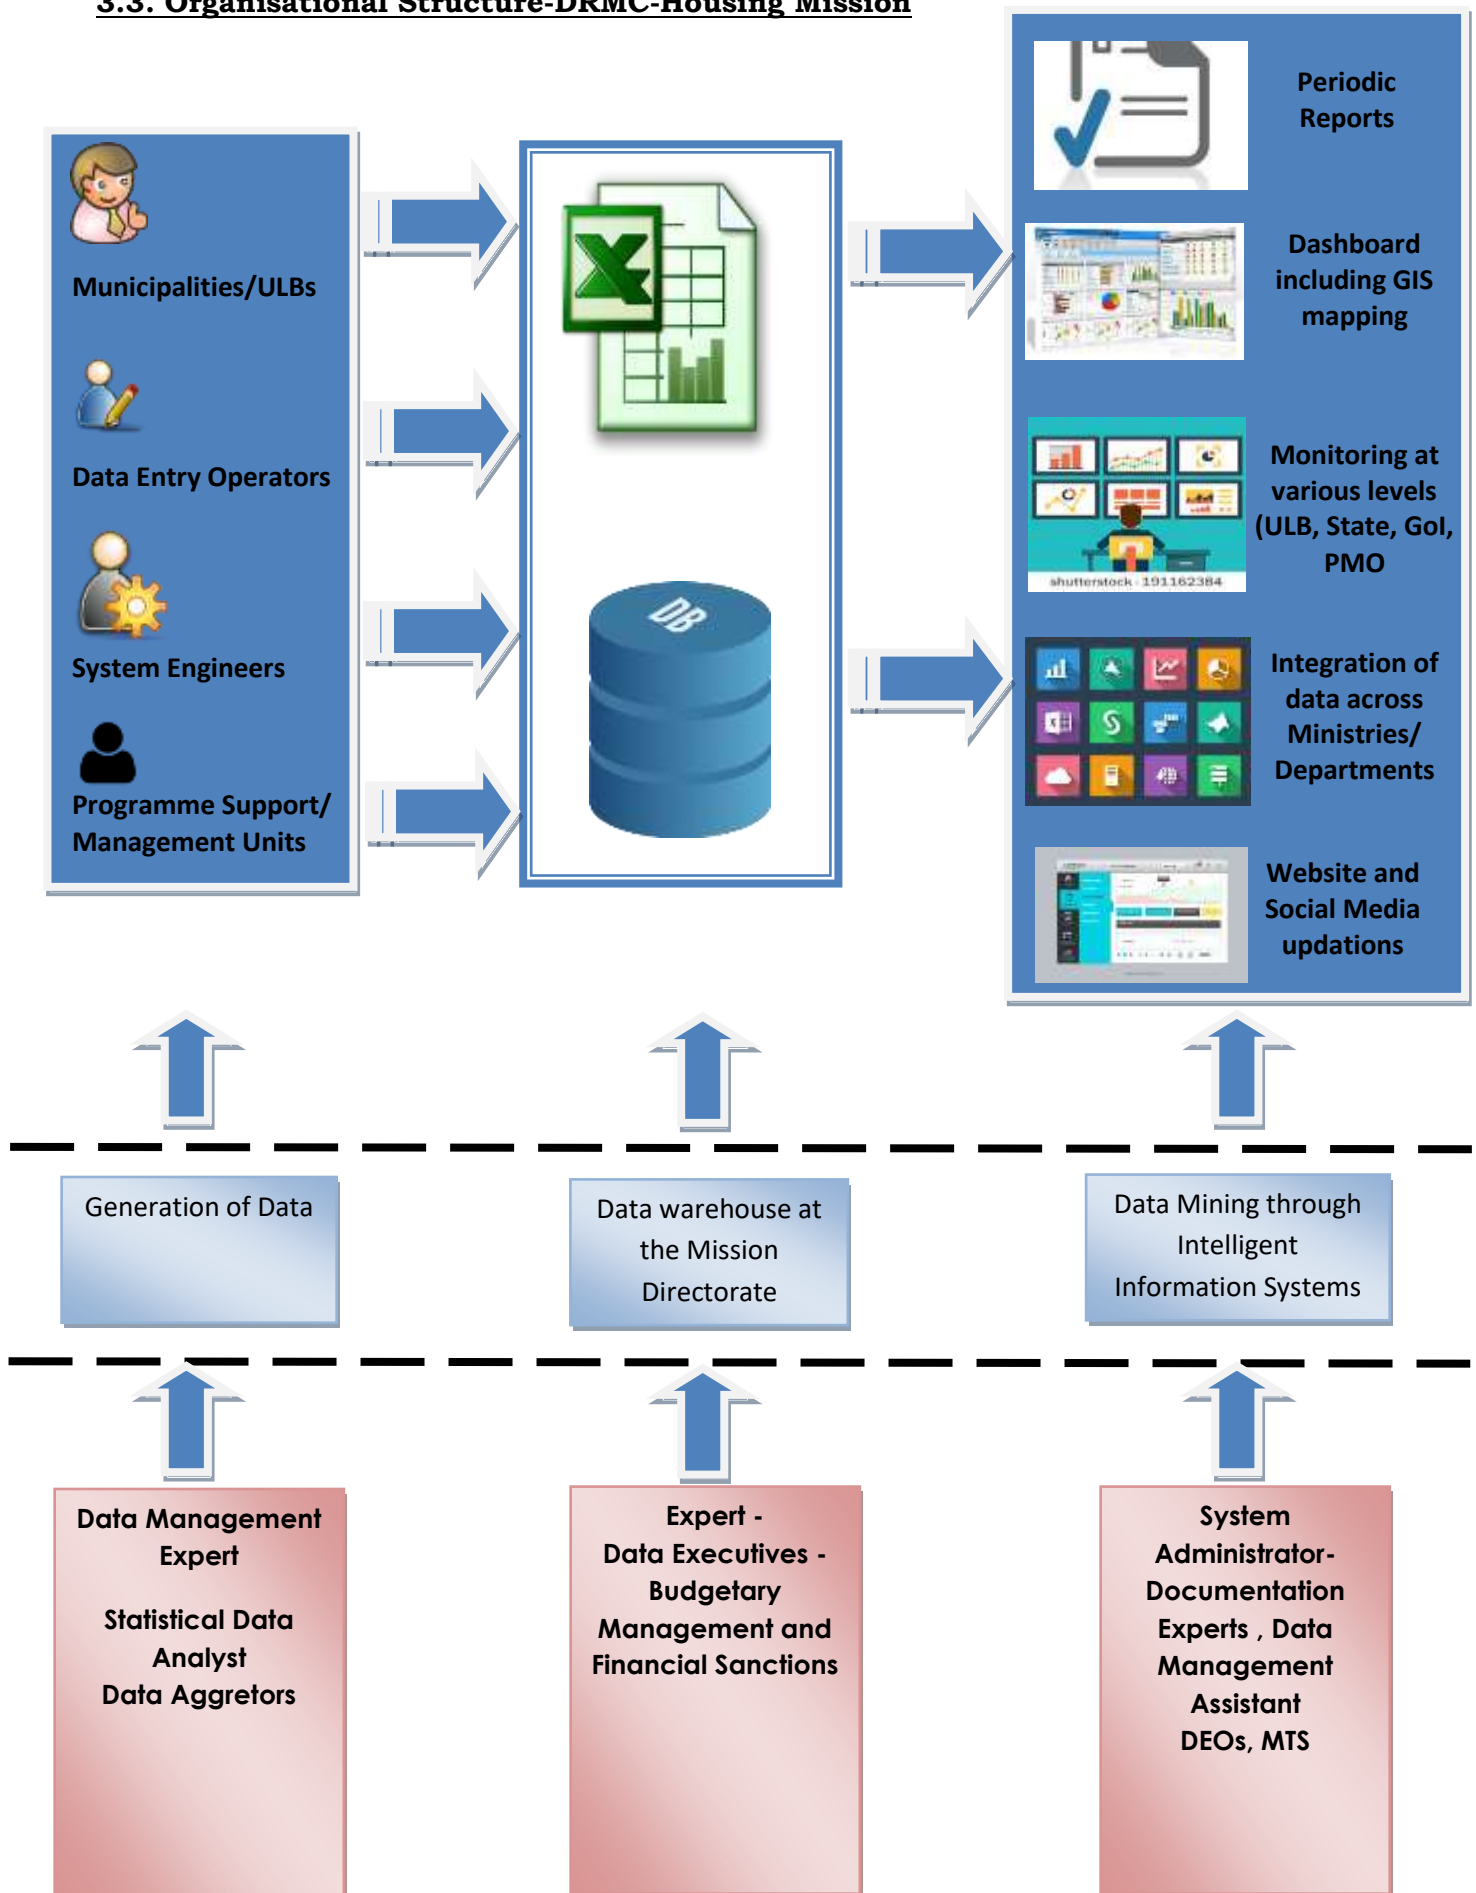 3.3. Organisational Structure-DRMC-Housing Mission
Municipalities/ULBs
Data Entry Operators
System Engineers
Programme Support/
Management Units
DB
Periodic
Reports
Dashboard
including GIS
mapping
Monitoring at
various levels
(ULB, State, GoI,
PMO
shutterstock · 191162384
Integration of
data across
Ministries/
Departments
Website and
Social Media
updations
Generation of Data
Data warehouse at
the Mission
Directorate
Data Mining through
Intelligent
Information Systems
Data Management
Expert
Statistical Data
Analyst
Data Aggretors
Expert -
Data Executives -
Budgetary
Management and
Financial Sanctions
System
Administrator-
Documentation
Experts , Data
Management
Assistant
DEOs, MTS